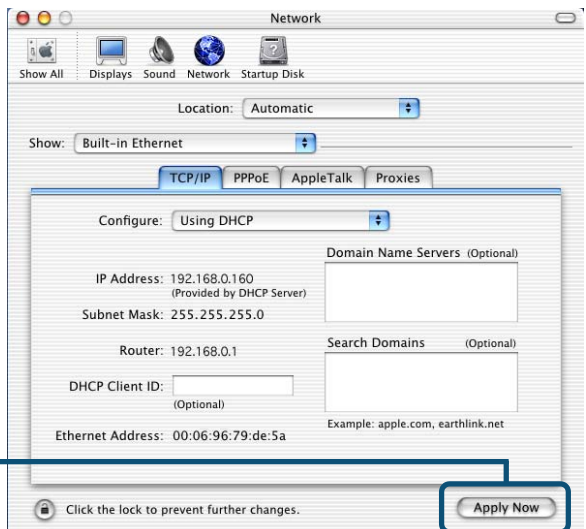 Network
Show All Displays Sound Network Startup Disk
Location: Automatic
Show: Built-in Ethernet
TCP/IP PPPoE AppleTalk Proxies
Configure: Using DHCP
Domain Name Servers (Optional)
IP Address: 192.168.0.160
(Provided by DHCP Server)
Subnet Mask: 255.255.255.0
Router: 192.168.0.1
Search Domains (Optional)
DHCP Client ID:
(Optional)
Example: apple.com, earthlink.net
Ethernet Address: 00:06:96:79:de:5a
Click the lock to prevent further changes.
Apply Now